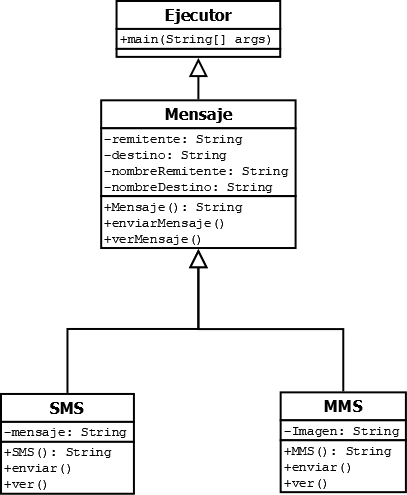 Ejecutor
+main(String[] args)
Mensaje
-remitente: String
-destino: String
-nombreRemitente: String
-nombreDestino: String
+Mensaje(): String
+enviarMensaje()
+verMensaje()
SMS
-mensaje: String
+SMS(): String
+enviar()
+ver()
MMS
-Imagen: String
+MMS(): String
+enviar()
+ver()